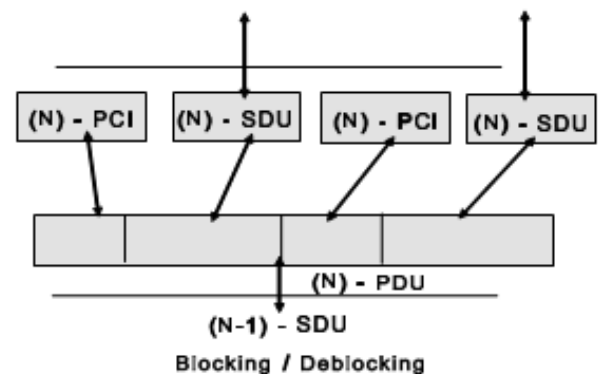 (N) - PCI (N) - SDU (N) - PCI (N) - SDU
(N) - PDU
(N-1) - SDU
Blocking / Deblocking